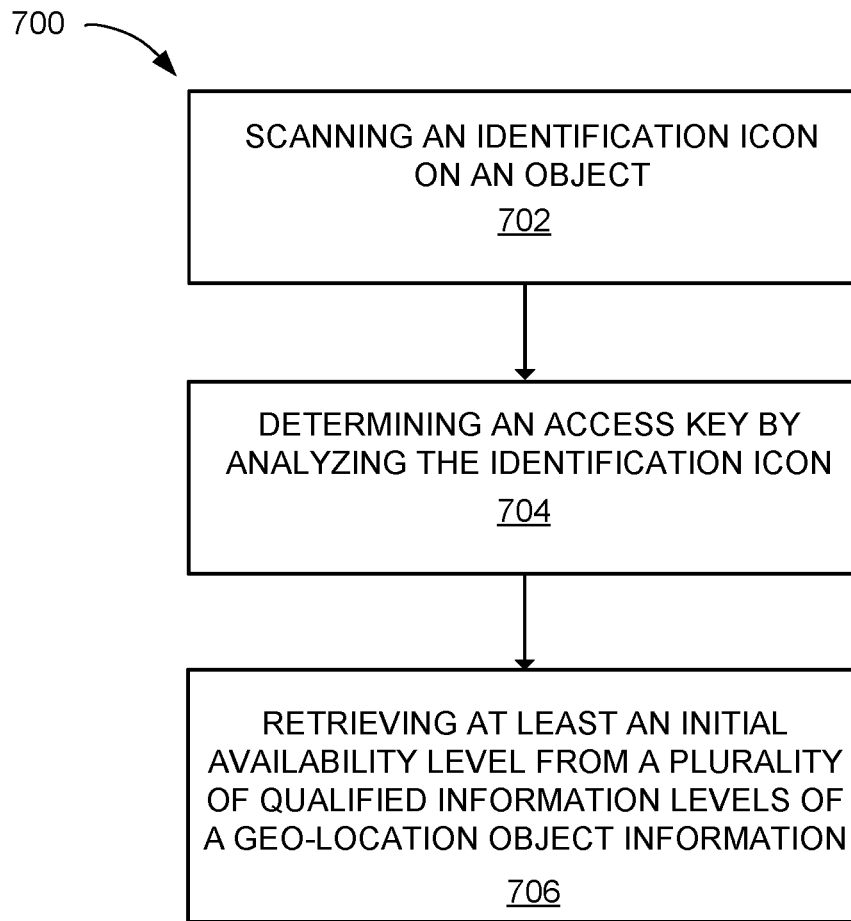 700
SCANNING AN IDENTIFICATION ICON
ON AN OBJECT
702
DETERMINING AN ACCESS KEY BY
ANALYZING THE IDENTIFICATION ICON
704
RETRIEVING AT LEAST AN INITIAL
AVAILABILITY LEVEL FROM A PLURALITY
OF QUALIFIED INFORMATION LEVELS OF
A GEO-LOCATION OBJECT INFORMATION
706